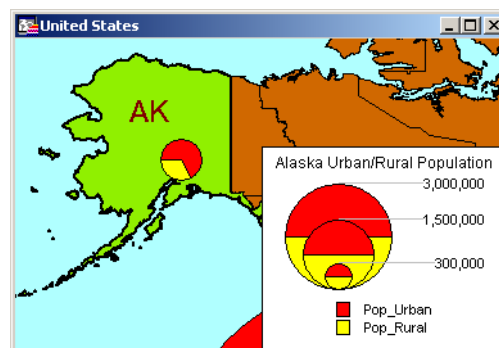 United States
AK
Alaska Urban/Rural Population
3,000,000
1,500,000
300,000
Pop_Urban
Pop_Rural